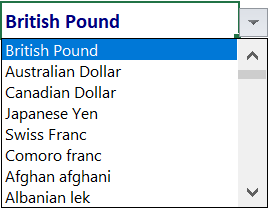 British Pound
British Pound
Australian Dollar
Canadian Dollar
Japanese Yen
Swiss Franc
Comoro franc
Afghan afghani
Albanian lek